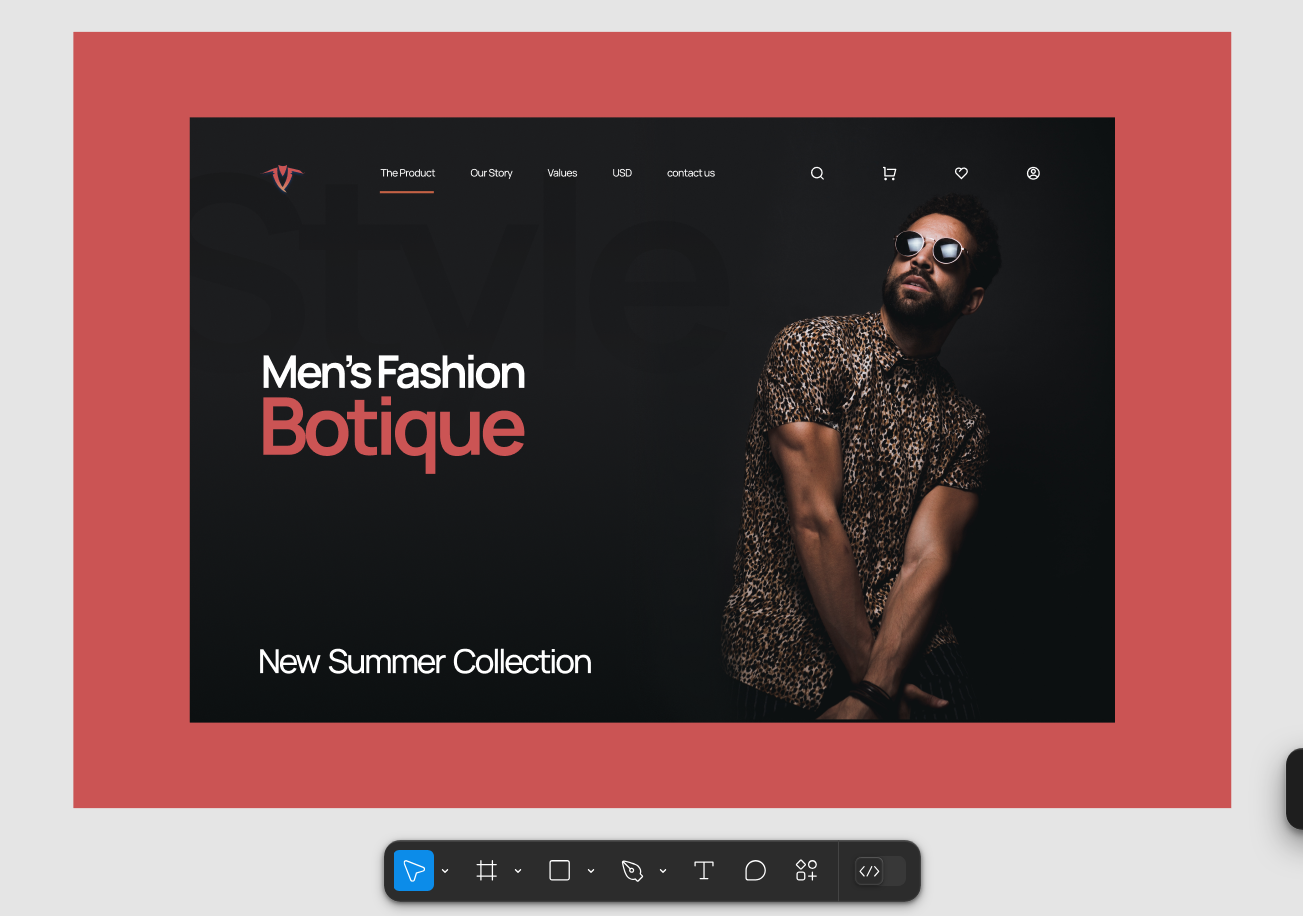 The Product Our Story Values USD contact us
Style
Men's Fashion
Botique
New Summer Collection